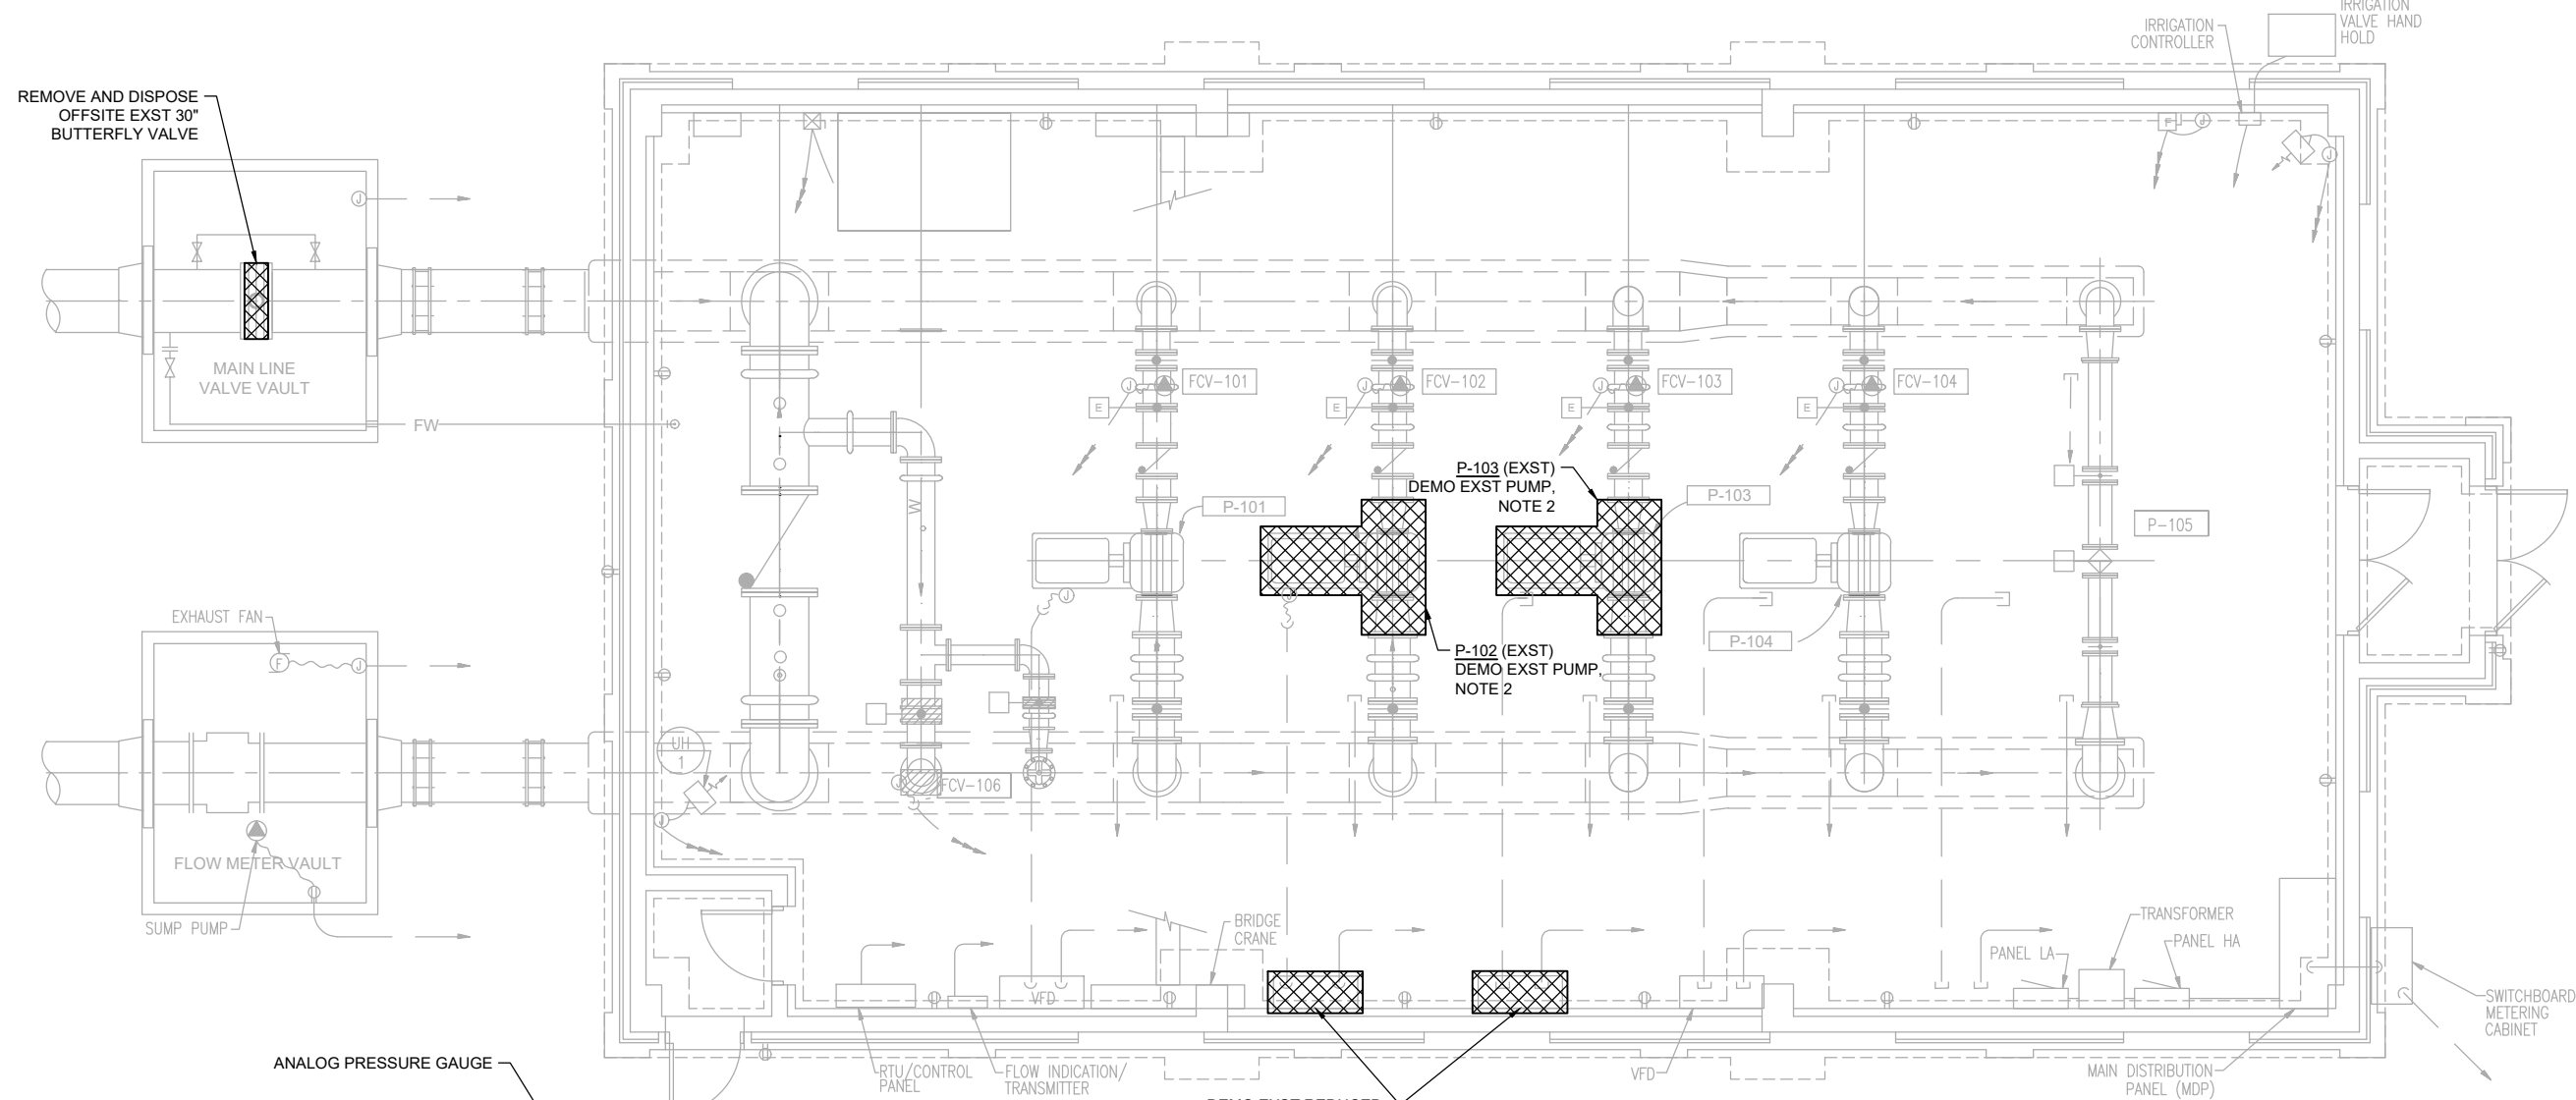 IRRIGATION
VALVE HAND
HOLD
IRRIGATION
CONTROLLER
REMOVE AND DISPOSE
OFFSITE EXST 30"
BUTTERFLY VALVE
J
F
J
J
MAIN LINE
VALVE VAULT
FW
J
FCV-101
J
FCV-102
J
FCV-103
J
FCV-104
E
E
E
E
P-103 (EXST)
DEMO EXST PUMP,
NOTE 2
P-101
P-103
W
P-105
J
J
EXHAUST FAN
F
J
P-104
P-102 (EXST)
DEMO EXST PUMP,
NOTE 2
UH
1
J
FCV-106
J
FLOW METER VAULT
SUMP PUMP
BRIDGE
CRANE
TRANSFORMER
PANEL LA
PANEL HA
VFD
SWITCHBOARD
METERING
CABINET
ANALOG PRESSURE GAUGE
RTU/CONTROL
PANEL
FLOW INDICATION/
TRANSMITTER
VFD
MAIN DISTRIBUTION
PANEL (MDP)
DEMO EXST REDUCED